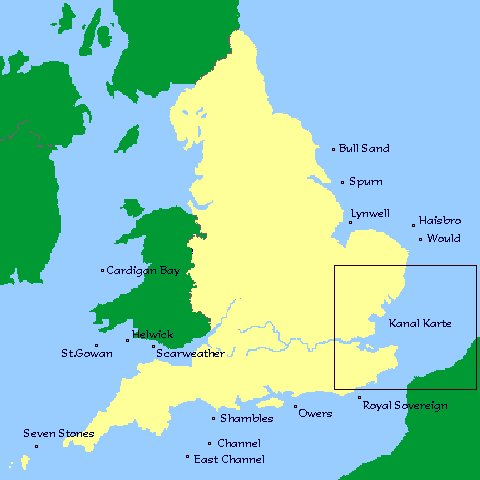 Bull Sand
Spurn
Lynwell
Haisbro
Would
Cardigan Bay
Kanal Karte
Helwick
St.Gowan
Scarweather
Royal Sovereign
Owers
Shambles
Seven Stones
Channel
East Channel